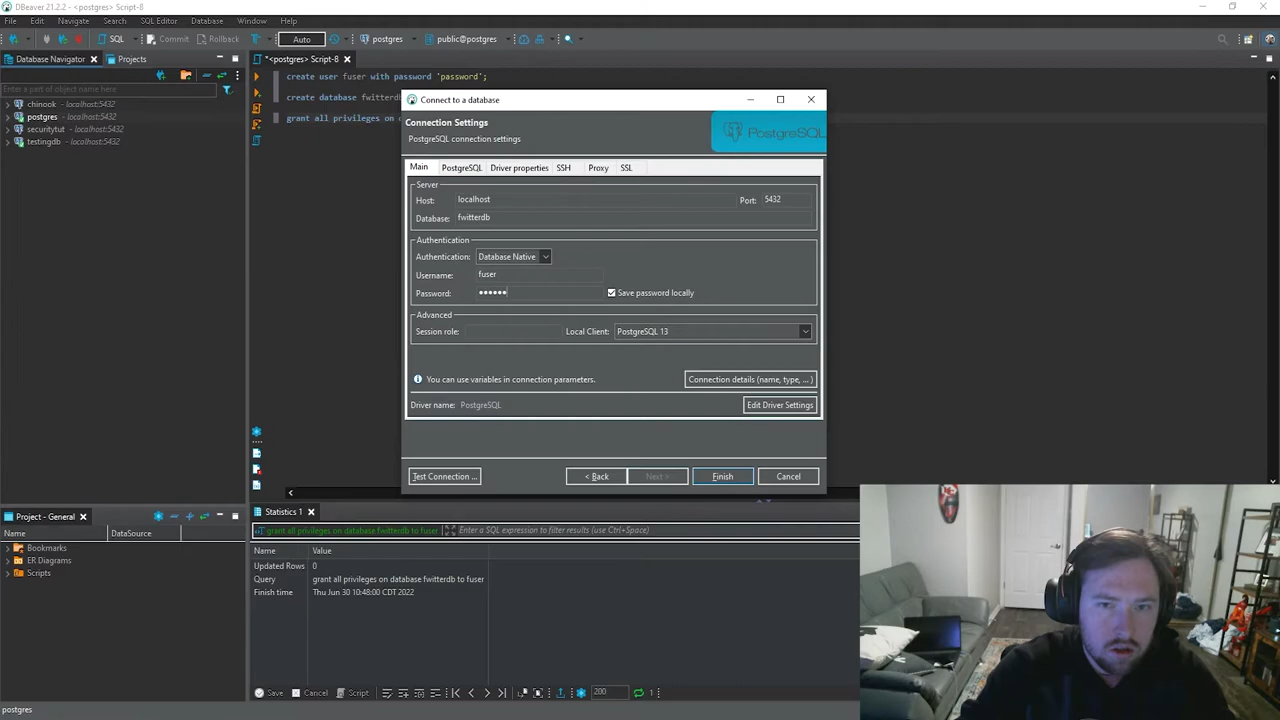 DBeaver 21.2.2 - <postgres> Script-8
File Edit Navigate Search SQL Editor Database Window Help
SQL Commit Rollback Auto postgres public@postgres
Database Navigator Projects
*<postgres> Script-8
Enter a part of object name here
chinook - localhost:5432
postgres - localhost:5432
securitytut - localhost:5432
testingdb - localhost:5432
create user fuser with password 'password';
create database fwitterd
grant all privileges on
Connect to a database
Connection Settings
PostgreSQL connection settings
PostgreSQL
Main PostgreSQL Driver properties SSH Proxy SSL
Server
Host: localhost Port: 5432
Database: fwitterdb
Authentication
Authentication: Database Native
Username: fuser
Password: •••••• Save password locally
Advanced
Session role: Local Client: PostgreSQL 13
You can use variables in connection parameters.
Connection details (name, type, ... )
Driver name: PostgreSQL
Edit Driver Settings
Test Connection ... < Back Next > Finish Cancel
Project - General
Name DataSource
Bookmarks
ER Diagrams
Scripts
Statistics 1
grant all privileges on database fwitterdb to fuser Enter a SQL expression to filter results (use Ctrl+Space)
Name Value
Updated Rows 0
Query grant all privileges on database fwitterdb to fuser
Finish time Thu Jun 30 10:48:00 CDT 2022
Save Cancel Script 200 1
postgres